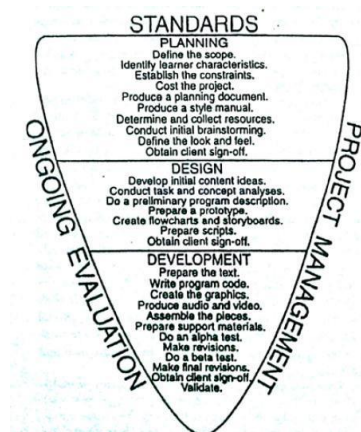 STANDARDS
PLANNING
Define the scope.
Identify learner characteristics.
Establish the constraints.
Cost the project.
Produce a planning document.
Produce a style manual.
Determine and collect resources.
Conduct initial brainstorming.
Define the look and feel.
Obtain client sign-off.
DESIGN
Develop initial content ideas.
Conduct task and concept analyses.
Do a preliminary program description.
Prepare a prototype.
Create flowcharts and storyboards.
Prepare scripts.
Obtain client sign-off.
DEVELOPMENT
Prepare the text.
Write program code.
Create the graphics.
Produce audio and video.
Assemble the pieces.
Prepare support materials.
Do an alpha test.
Make revisions.
Do a beta test.
Make final revisions.
Obtain client sign-off.
Validate.
ONGOING EVALUATION
PROJECT MANAGEMENT